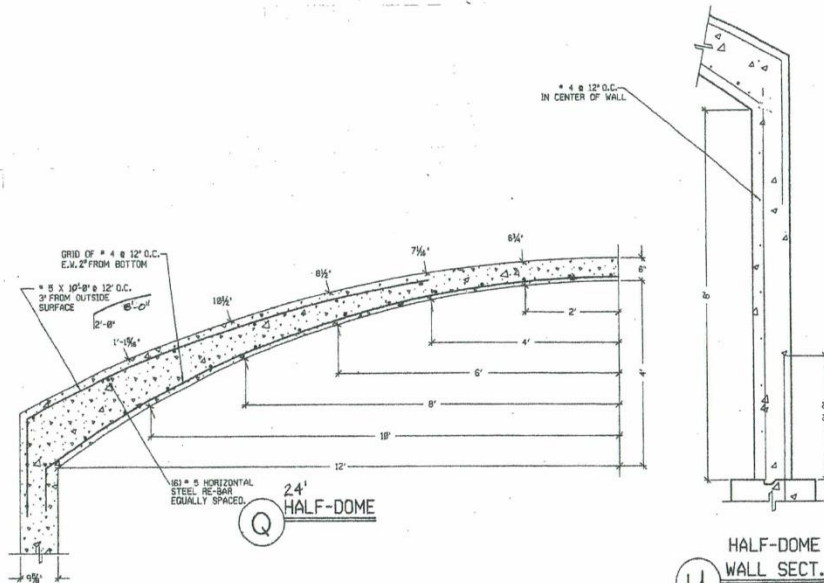 * 4 @ 12" O.C.
IN CENTER OF WALL
GRID OF * 4 @ 12" O.C.
E.W. 2" FROM BOTTOM
* 5 X 10'-0" @ 12" O.C.
3" FROM OUTSIDE
SURFACE
8'-0"
2'-0"
1'-1⅝"
10½"
8½"
7⅛"
6¾"
6"
2'
4'
4'
6'
8'
10'
12'
8'
(6) * 5 HORIZONTAL
STEEL RE-BAR
EQUALLY SPACED.
Q
24'
HALF-DOME
9⅝"
HALF-DOME
WALL SECT.
U